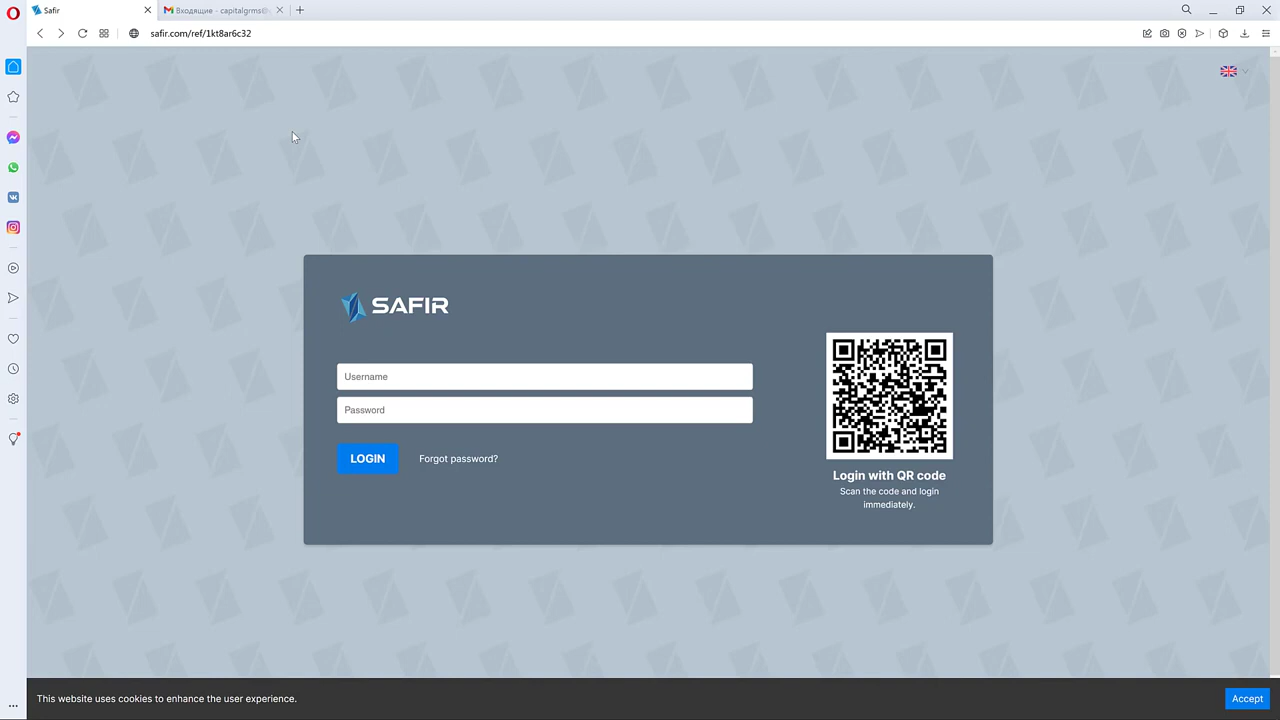 Safir
Входящие - capitalgrms@
safir.com/ref/1kt8ar6c32
SAFIR
Username
Password
LOGIN
Forgot password?
Login with QR code
Scan the code and login
immediately.
This website uses cookies to enhance the user experience.
Accept